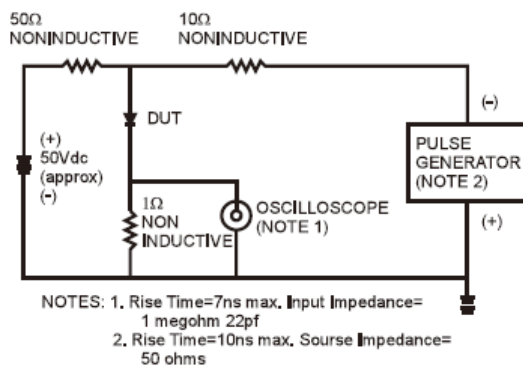 50Ω
NONINDUCTIVE
10Ω
NONINDUCTIVE
DUT
(+)
50Vdc
(approx)
(-)
1Ω
NON
INDUCTIVE
OSCILLOSCOPE
(NOTE 1)
(-)
PULSE
GENERATOR
(NOTE 2)
(+)
NOTES: 1. Rise Time=7ns max. Input Impedance=
1 megohm 22pf
2. Rise Time=10ns max. Sourse Impedance=
50 ohms